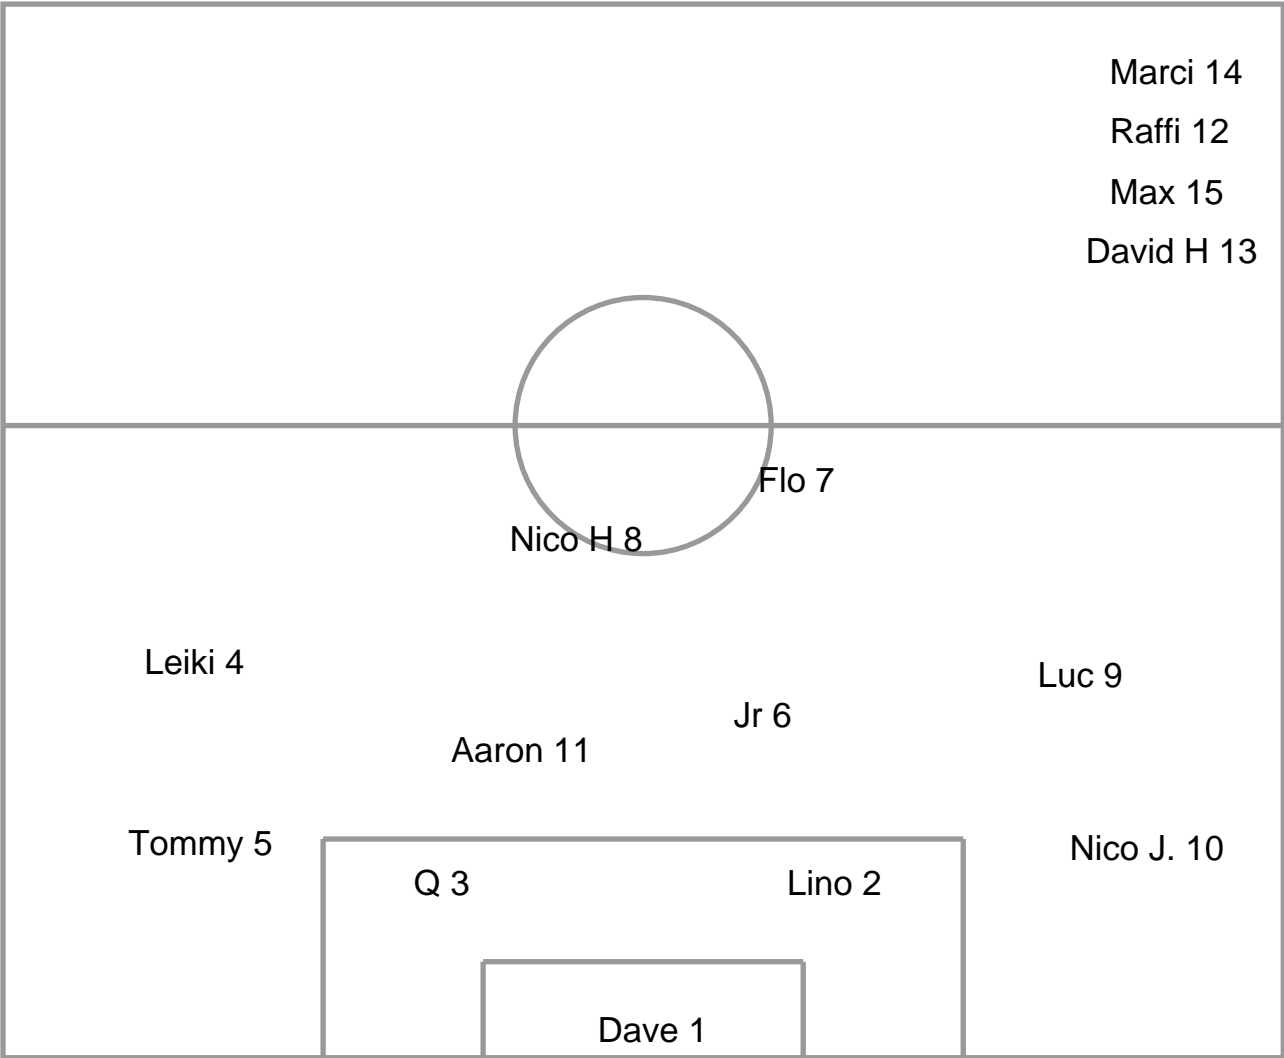 Marci 14
Raffi 12
Max 15
David H 13
Flo 7
Nico H 8
Leiki 4
Luc 9
Jr 6
Aaron 11
Tommy 5
Nico J. 10
Q 3
Lino 2
Dave 1